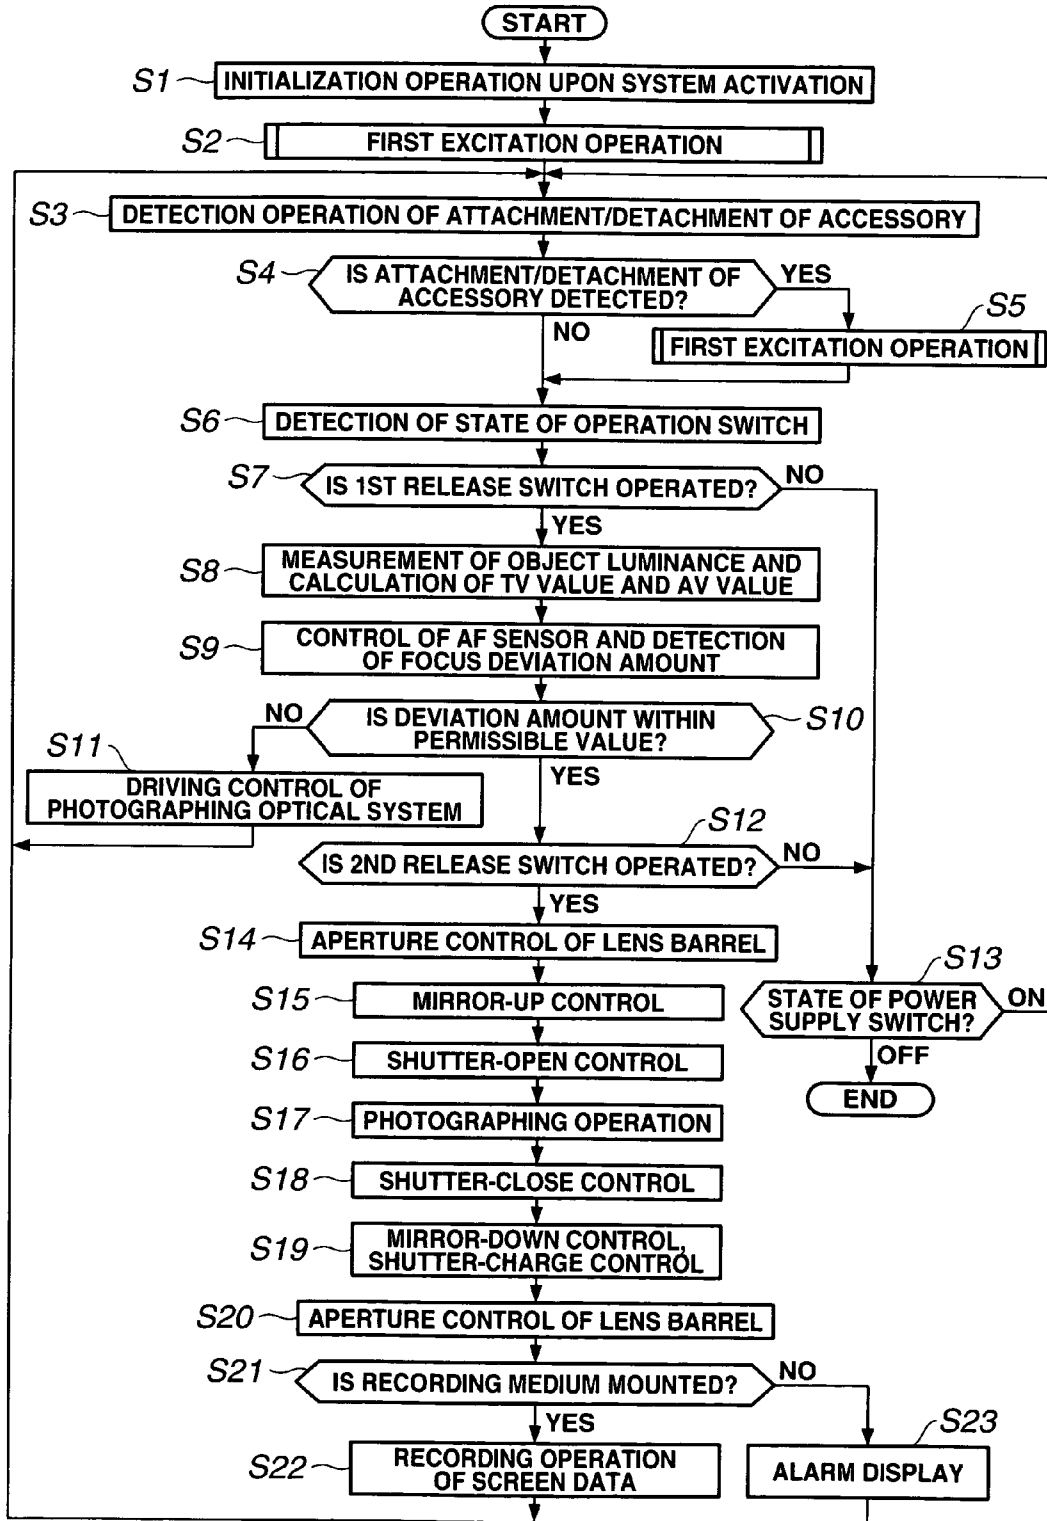 START
S1
INITIALIZATION OPERATION UPON SYSTEM ACTIVATION
S2
FIRST EXCITATION OPERATION
S3
DETECTION OPERATION OF ATTACHMENT/DETACHMENT OF ACCESSORY
S4
IS ATTACHMENT/DETACHMENT OF
ACCESSORY DETECTED?
YES
NO
S5
FIRST EXCITATION OPERATION
S6
DETECTION OF STATE OF OPERATION SWITCH
S7
IS 1ST RELEASE SWITCH OPERATED?
NO
YES
S8
MEASUREMENT OF OBJECT LUMINANCE AND
CALCULATION OF TV VALUE AND AV VALUE
S9
CONTROL OF AF SENSOR AND DETECTION
OF FOCUS DEVIATION AMOUNT
NO
IS DEVIATION AMOUNT WITHIN
PERMISSIBLE VALUE?
S10
YES
S11
DRIVING CONTROL OF
PHOTOGRAPHING OPTICAL SYSTEM
S12
IS 2ND RELEASE SWITCH OPERATED?
NO
YES
S14
APERTURE CONTROL OF LENS BARREL
S13
STATE OF POWER
SUPPLY SWITCH?
ON
OFF
END
S15
MIRROR-UP CONTROL
S16
SHUTTER-OPEN CONTROL
S17
PHOTOGRAPHING OPERATION
S18
SHUTTER-CLOSE CONTROL
S19
MIRROR-DOWN CONTROL,
SHUTTER-CHARGE CONTROL
S20
APERTURE CONTROL OF LENS BARREL
S21
IS RECORDING MEDIUM MOUNTED?
NO
YES
S22
RECORDING OPERATION
OF SCREEN DATA
S23
ALARM DISPLAY